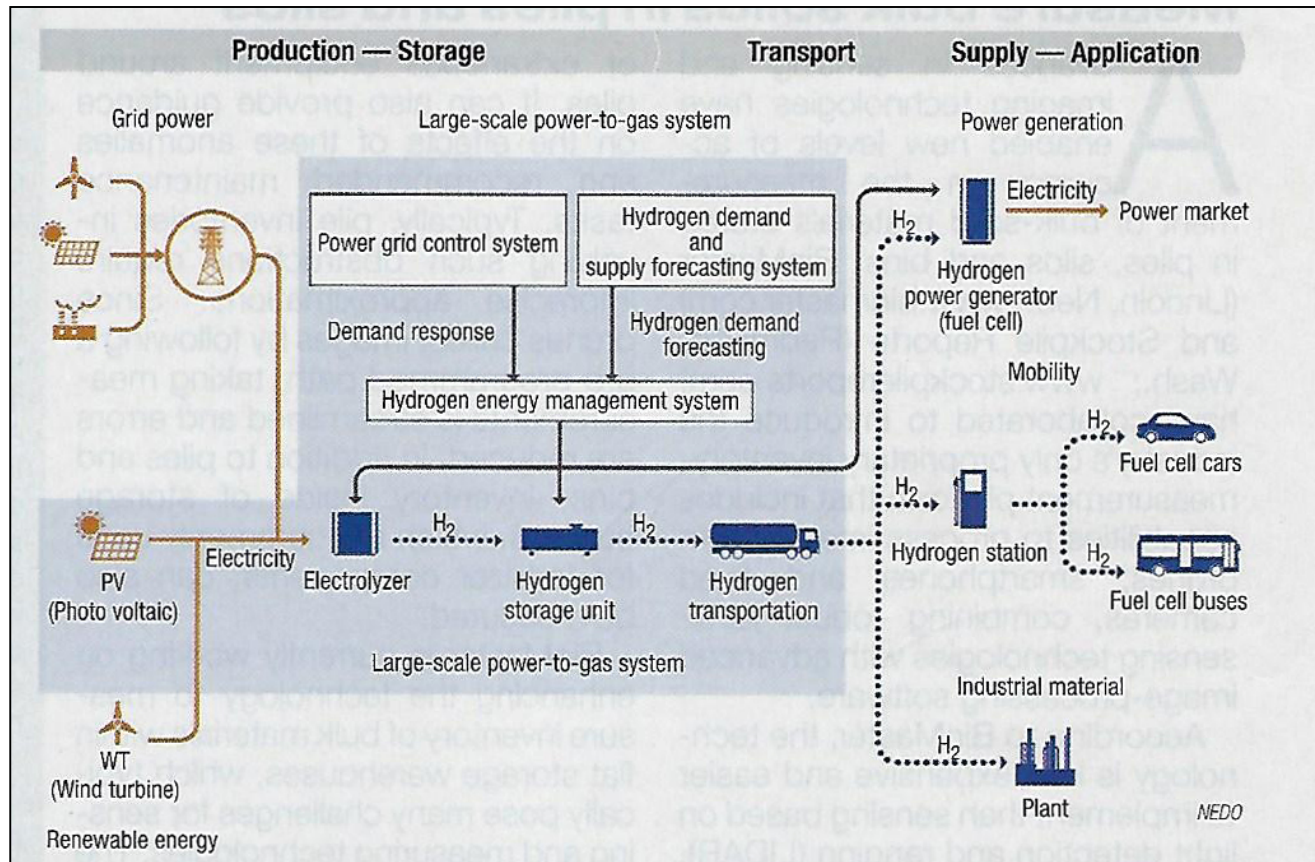 Production — Storage
Transport
Supply — Application
Grid power
Large-scale power-to-gas system
Power generation
Power grid control system
Hydrogen demand
and
supply forecasting system
Electricity
H2
Power market
Hydrogen
power generator
(fuel cell)
Demand response
Hydrogen demand
forecasting
Mobility
Hydrogen energy management system
H2
Fuel cell cars
H2
Hydrogen station
H2
Fuel cell buses
Electricity
H2
H2
PV
(Photo voltaic)
Electrolyzer
Hydrogen
storage unit
Hydrogen
transportation
Large-scale power-to-gas system
Industrial material
H2
Plant
WT
(Wind turbine)
Renewable energy
NEDO